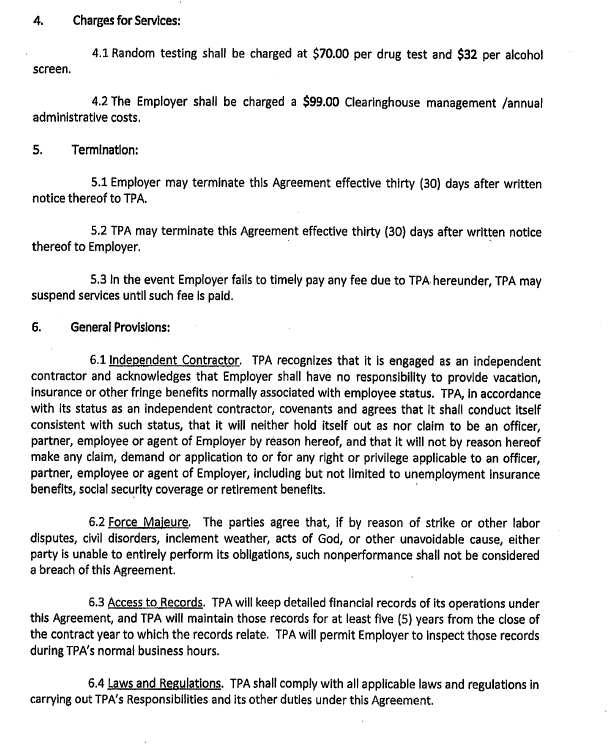 4. Charges for Services:
4.1 Random testing shall be charged at $70.00 per drug test and $32 per alcohol
screen.
4.2 The Employer shall be charged a $99.00 Clearinghouse management /annual
administrative costs.
5. Termination:
5.1 Employer may terminate this Agreement effective thirty (30) days after written
notice thereof to TPA.
5.2 TPA may terminate this Agreement effective thirty (30) days after written notice
thereof to Employer.
5.3 In the event Employer fails to timely pay any fee due to TPA hereunder, TPA may
suspend services until such fee is paid.
6. General Provisions:
6.1 Independent Contractor. TPA recognizes that it is engaged as an independent
contractor and acknowledges that Employer shall have no responsibility to provide vacation,
insurance or other fringe benefits normally associated with employee status. TPA, in accordance
with its status as an independent contractor, covenants and agrees that it shall conduct itself
consistent with such status, that it will neither hold itself out as nor claim to be an officer,
partner, employee or agent of Employer by reason hereof, and that it will not by reason hereof
make any claim, demand or application to or for any right or privilege applicable to an officer,
partner, employee or agent of Employer, including but not limited to unemployment insurance
benefits, social security coverage or retirement benefits.
6.2 Force Majeure. The parties agree that, if by reason of strike or other labor
disputes, civil disorders, inclement weather, acts of God, or other unavoidable cause, either
party is unable to entirely perform its obligations, such nonperformance shall not be considered
a breach of this Agreement.
6.3 Access to Records. TPA will keep detailed financial records of its operations under
this Agreement, and TPA will maintain those records for at least five (5) years from the close of
the contract year to which the records relate. TPA will permit Employer to inspect those records
during TPA's normal business hours.
6.4 Laws and Regulations. TPA shall comply with all applicable laws and regulations in
carrying out TPA's Responsibilities and its other duties under this Agreement.